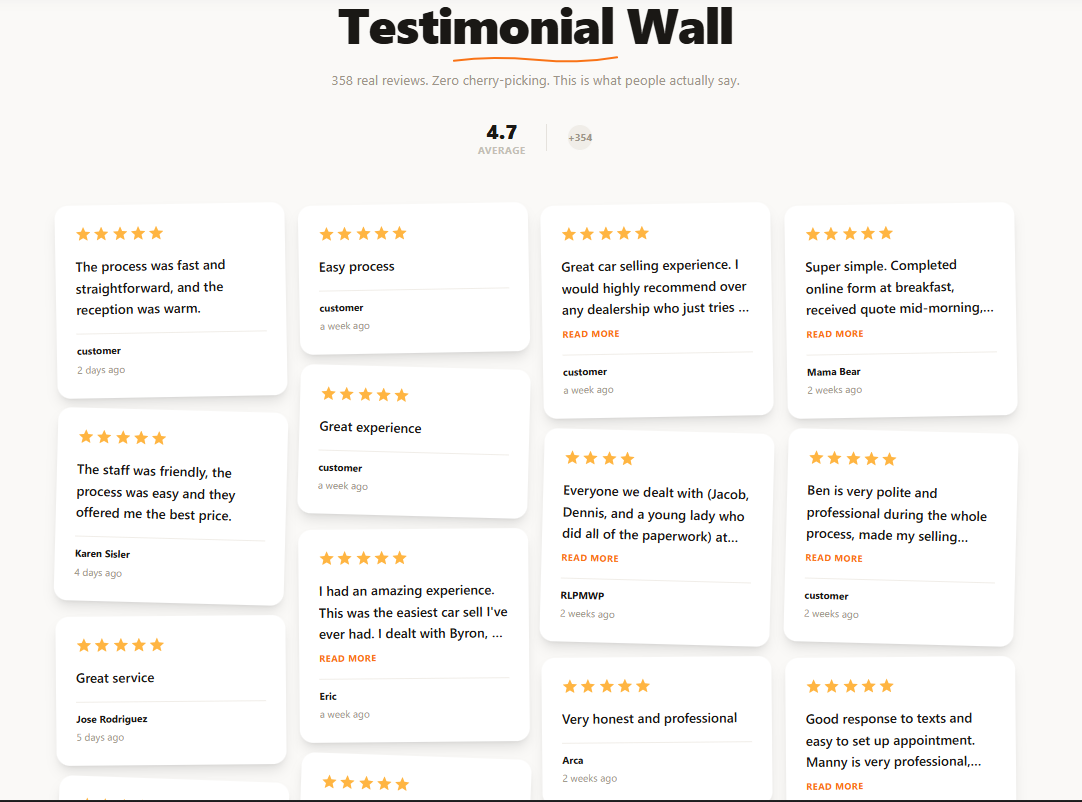 Testimonial Wall
358 real reviews. Zero cherry-picking. This is what people actually say.
4.7
AVERAGE
+354
The process was fast and
straightforward, and the
reception was warm.
customer
2 days ago
The staff was friendly, the
process was easy and they
offered me the best price.
Karen Sisler
4 days ago
Great service
Jose Rodriguez
5 days ago
Easy process
customer
a week ago
Great experience
customer
a week ago
I had an amazing experience.
This was the easiest car sell I've
ever had. I dealt with Byron, ...
READ MORE
Eric
a week ago
Great car selling experience. I
would highly recommend over
any dealership who just tries ...
READ MORE
customer
a week ago
Everyone we dealt with (Jacob,
Dennis, and a young lady who
did all of the paperwork) at...
READ MORE
RLPMWP
2 weeks ago
Very honest and professional
Arca
2 weeks ago
Super simple. Completed
online form at breakfast,
received quote mid-morning,...
READ MORE
Mama Bear
2 weeks ago
Ben is very polite and
professional during the whole
process, made my selling...
READ MORE
customer
2 weeks ago
Good response to texts and
easy to set up appointment.
Manny is very professional,...
READ MORE